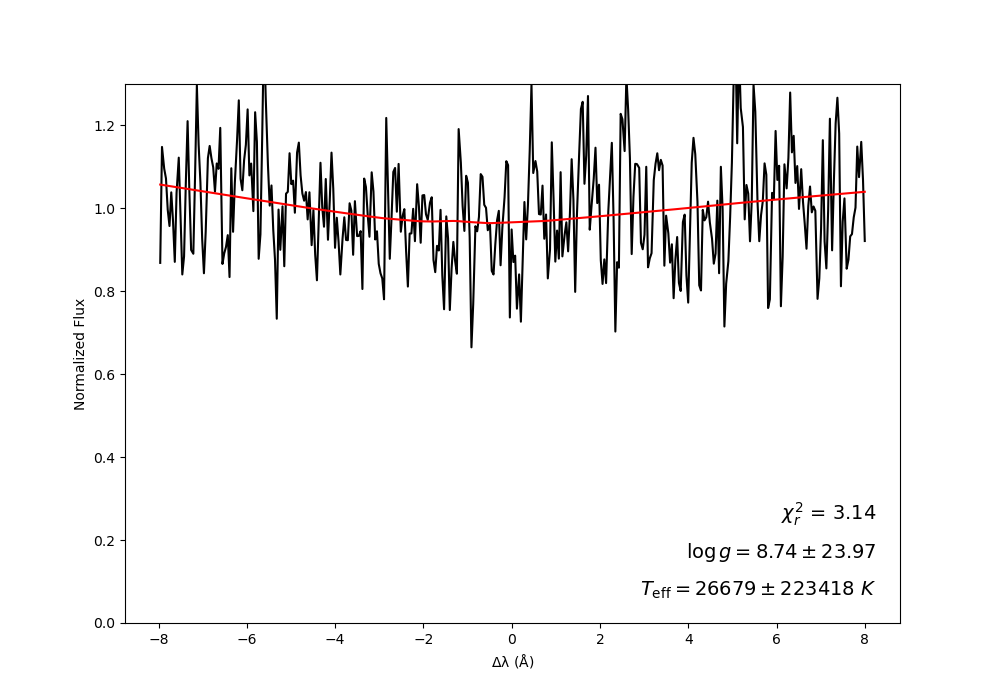 1.2
1.0
0.8
0.6
0.4
0.2
0.0
Normalized Flux
χ²ᵣ = 3.14
log g = 8.74 ± 23.97
T_eff = 26679 ± 223418 K
−8 −6 −4 −2 0 2 4 6 8
Δλ (Å)